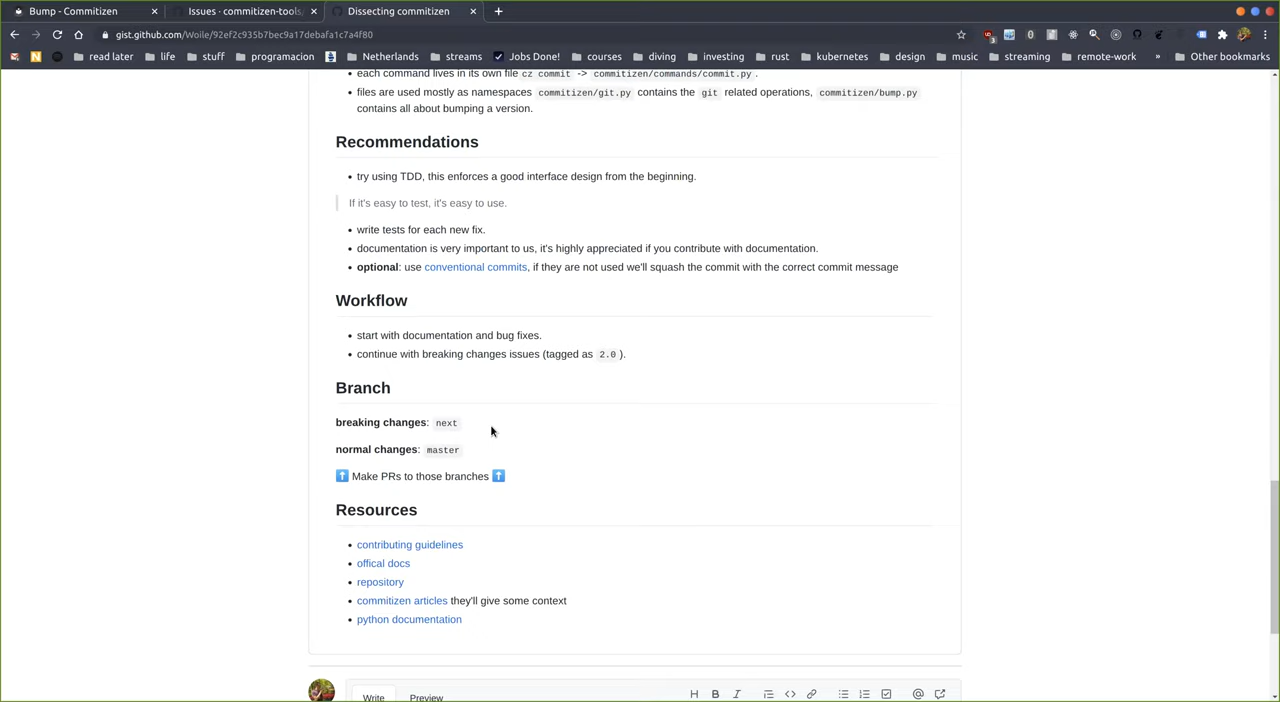 Bump - Commitizen
Issues · commitizen-tools,
Dissecting commitizen
gist.github.com/Woile/92ef2c935b7bec9a17debafa1c7a4f80
read later life stuff programacion Netherlands streams Jobs Done! courses diving investing rust kubernetes design music streaming remote-work » Other bookmarks
• each command lives in its own file cz commit -> commitizen/commands/commit.py .
• files are used mostly as namespaces commitizen/git.py contains the git related operations, commitizen/bump.py
contains all about bumping a version.
Recommendations
• try using TDD, this enforces a good interface design from the beginning.
If it's easy to test, it's easy to use.
• write tests for each new fix.
• documentation is very important to us, it's highly appreciated if you contribute with documentation.
• optional: use conventional commits, if they are not used we'll squash the commit with the correct commit message
Workflow
• start with documentation and bug fixes.
• continue with breaking changes issues (tagged as 2.0 ).
Branch
breaking changes: next
normal changes: master
⬆️ Make PRs to those branches ⬆️
Resources
• contributing guidelines
• offical docs
• repository
• commitizen articles they'll give some context
• python documentation
Write Preview